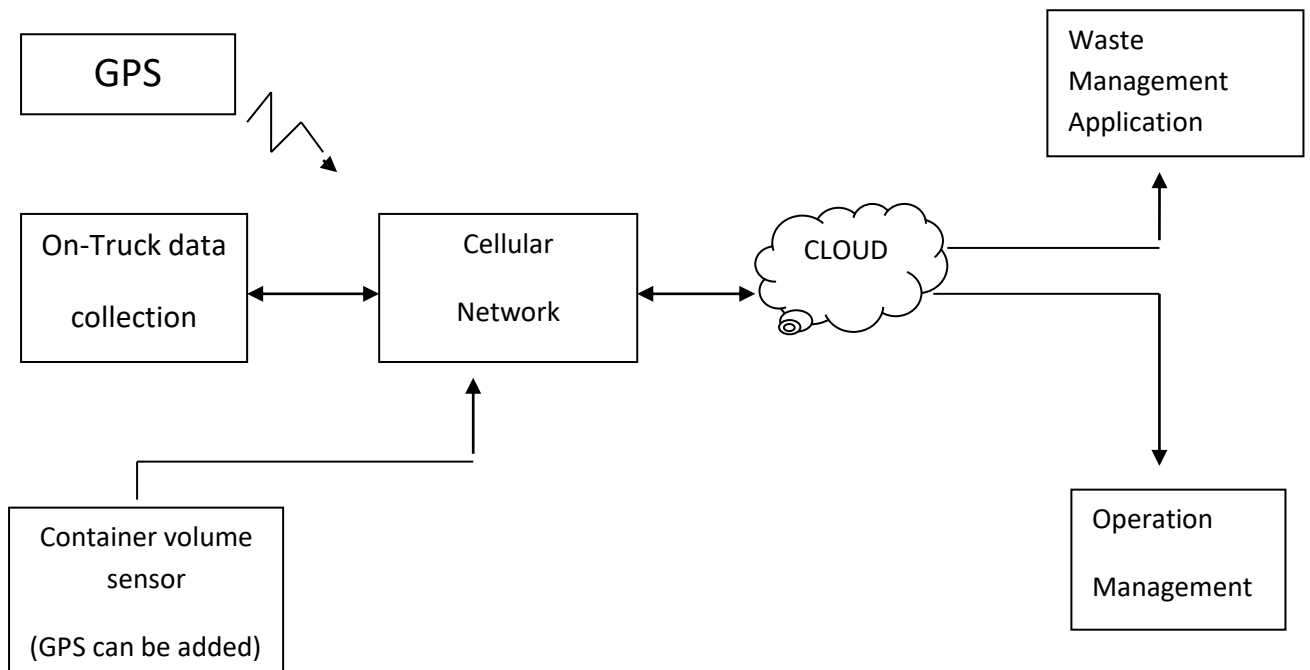 GPS
Waste
Management
Application
On-Truck data
collection
Cellular
Network
CLOUD
Container volume
sensor
(GPS can be added)
Operation
Management